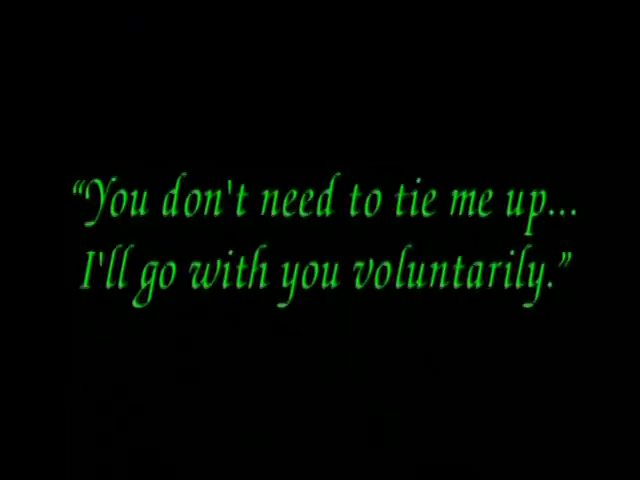 “You don't need to tie me up...
I'll go with you voluntarily.”